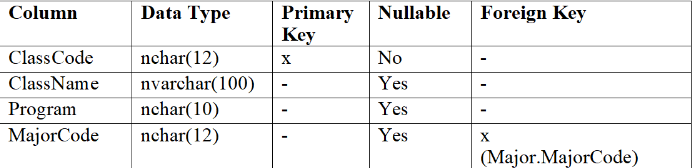 Column Data Type Primary Key Nullable Foreign Key
ClassCode nchar(12) x No -
ClassName nvarchar(100) - Yes -
Program nchar(10) - Yes -
MajorCode nchar(12) - Yes x
(Major.MajorCode)